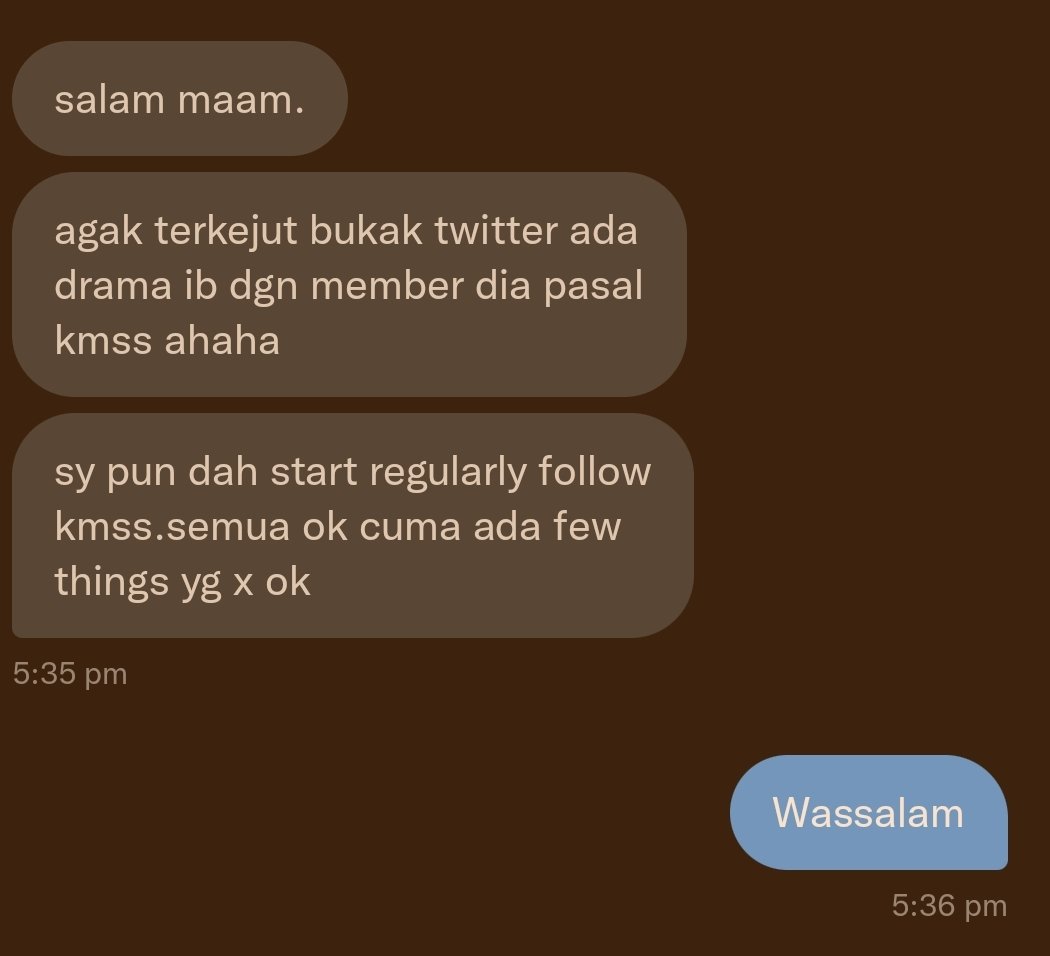 salam maam.
agak terkejut bukak twitter ada
drama ib dgn member dia pasal
kmss ahaha
sy pun dah start regularly follow
kmss.semua ok cuma ada few
things yg x ok
5:35 pm
Wassalam
5:36 pm